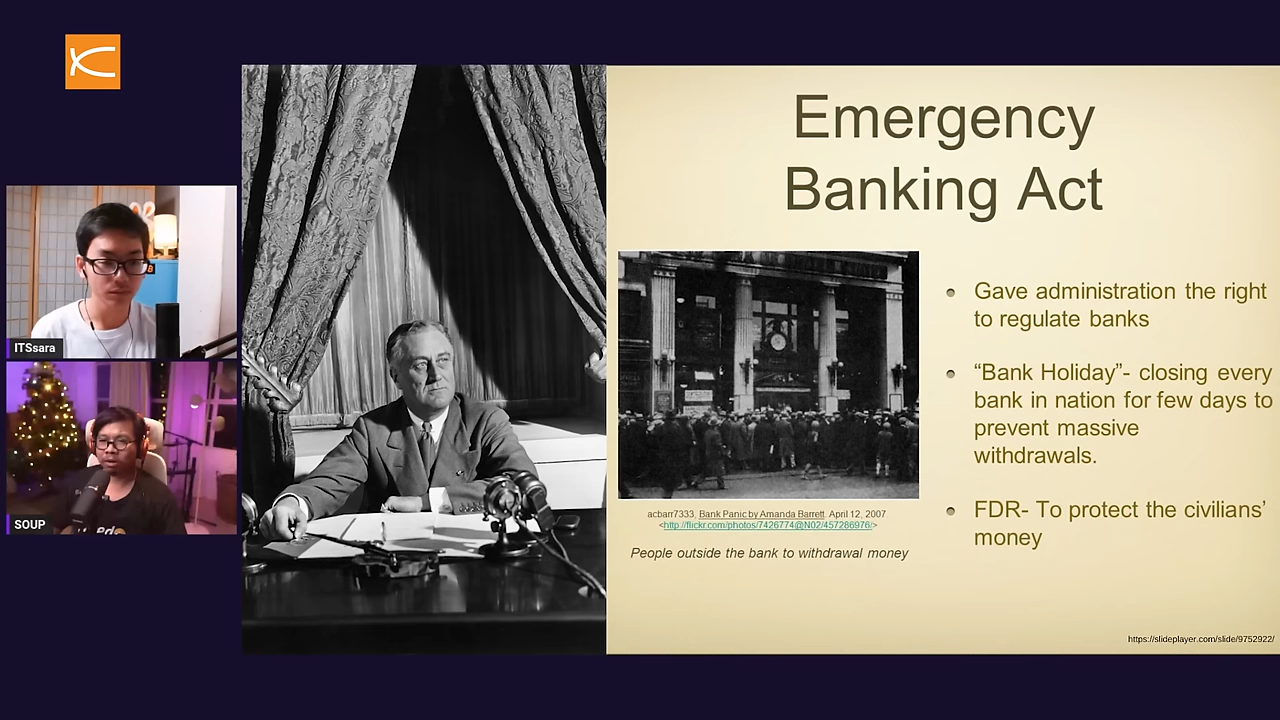 ITSsara
SOUP
Emergency
Banking Act
acbarr7333, Bank Panic by Amanda Barrett. April 12, 2007.
<http://flickr.com/photos/7426774@N02/457286976/>
People outside the bank to withdrawal money
• Gave administration the right
to regulate banks
• “Bank Holiday”- closing every
bank in nation for few days to
prevent massive
withdrawals.
• FDR- To protect the civilians’
money
https://slideplayer.com/slide/9752922/